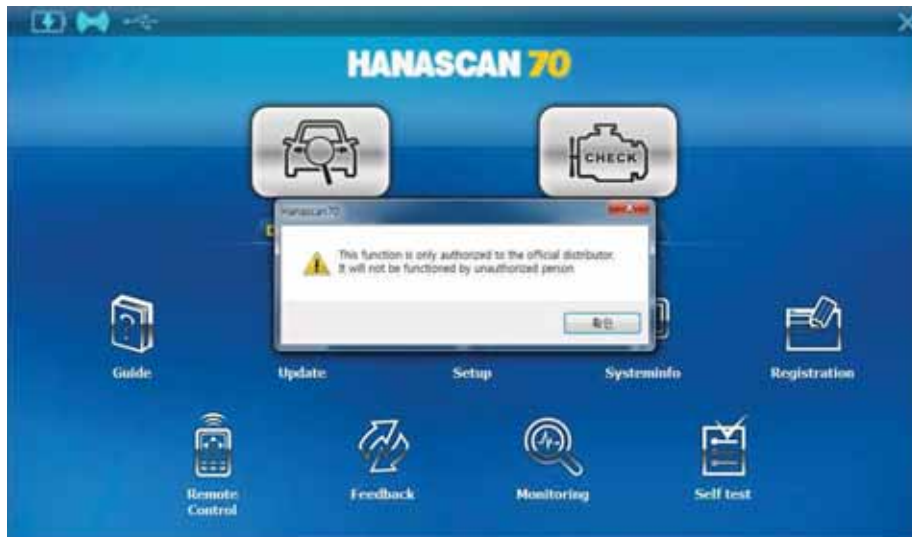 HANASCAN 70
CHECK
Hanascan70
This function is only authorized to the official distributor.
It will not be functioned by unauthorized person
확인
Guide
Update
Setup
Systeminfo
Registration
Remote
Control
Feedback
Monitoring
Self test